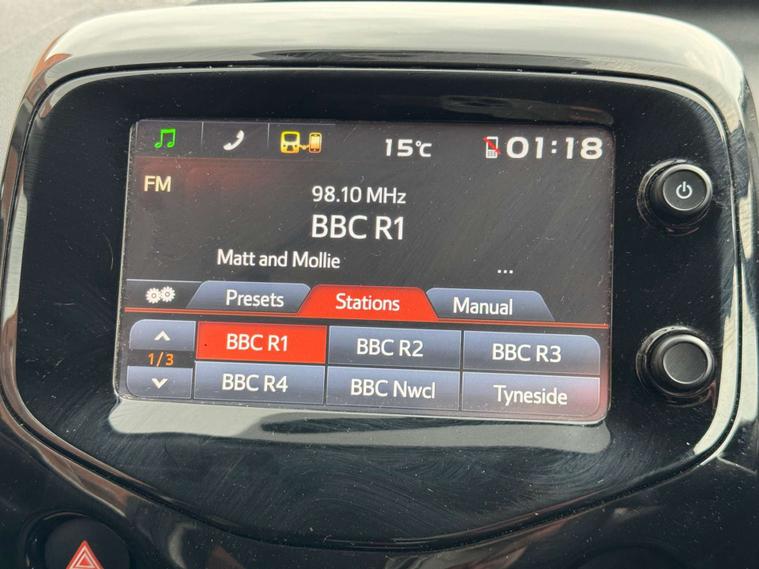 15°C 01:18
FM
98.10 MHz
BBC R1
Matt and Mollie ...
Presets Stations Manual
1/3
BBC R1 BBC R2 BBC R3
BBC R4 BBC Nwcl Tyneside